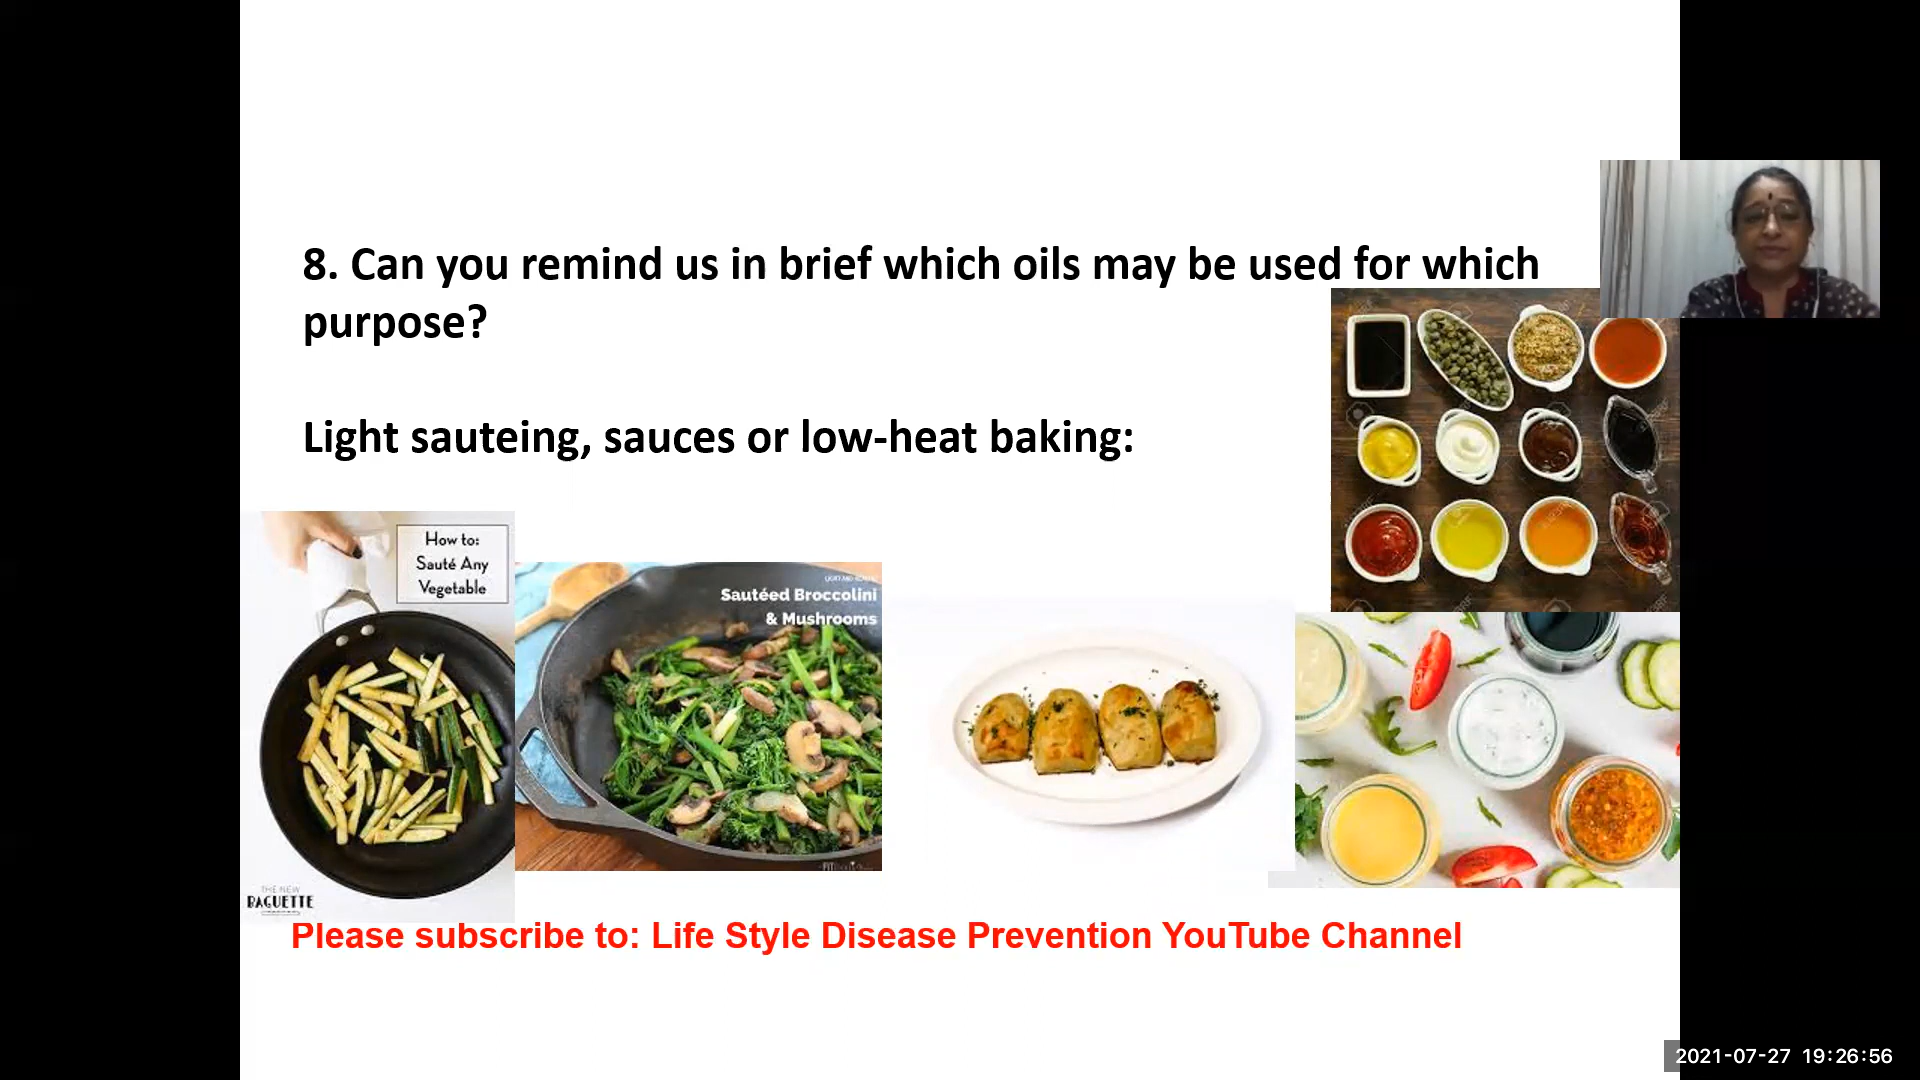 8. Can you remind us in brief which oils may be used for which
purpose?
Light sauteing, sauces or low-heat baking:
How to:
Sauté Any
Vegetable
THE NEW
BAGUETTE
Sautéed Broccolini
& Mushrooms
Please subscribe to: Life Style Disease Prevention YouTube Channel
2021-07-27 19:26:56